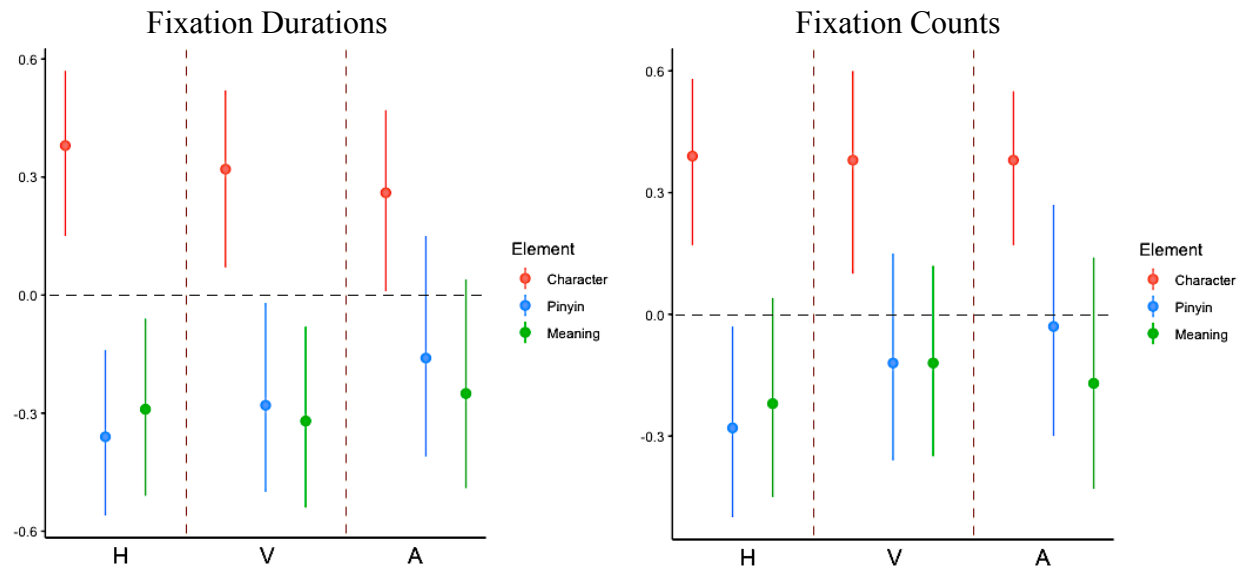 Fixation Durations
0.6
0.3
0.0
-0.3
-0.6
H V A
Element
Character
Pinyin
Meaning
Fixation Counts
0.6
0.3
0.0
-0.3
H V A
Element
Character
Pinyin
Meaning